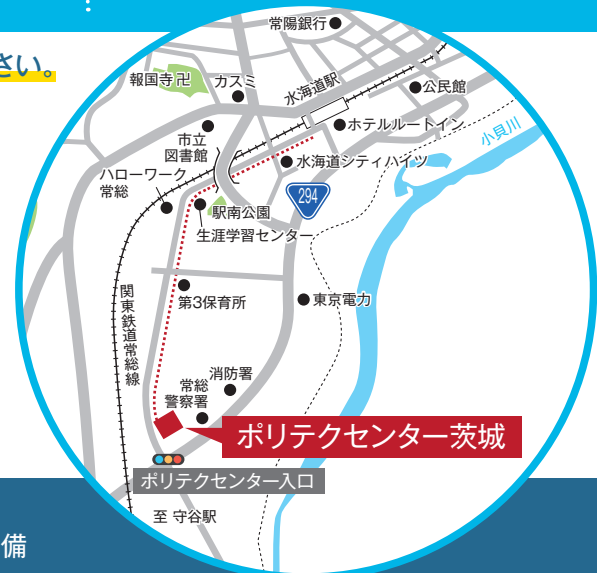 さい。
常陽銀行
報国寺卍
カスミ
水海道駅
公民館
ホテルルートイン
市立
図書館
小見川
水海道シティハイツ
ハローワーク
常総
294
駅南公園
生涯学習センター
関東鉄道常総線
第3保育所
東京電力
消防署
常総
警察署
ポリテクセンター茨城
ポリテクセンター入口
至 守谷駅
備